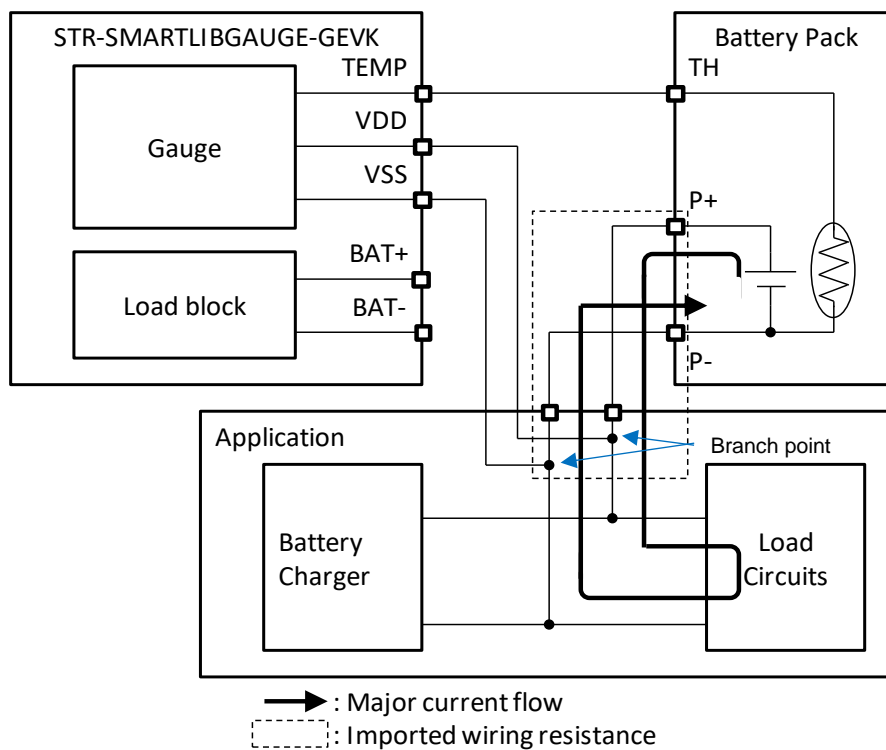 STR-SMARTLIBGAUGE-GEVK
Battery Pack
TEMP
TH
VDD
Gauge
VSS
P+
BAT+
Load block
BAT-
P-
Application
Branch point
Battery
Charger
Load
Circuits
: Major current flow
: Imported wiring resistance